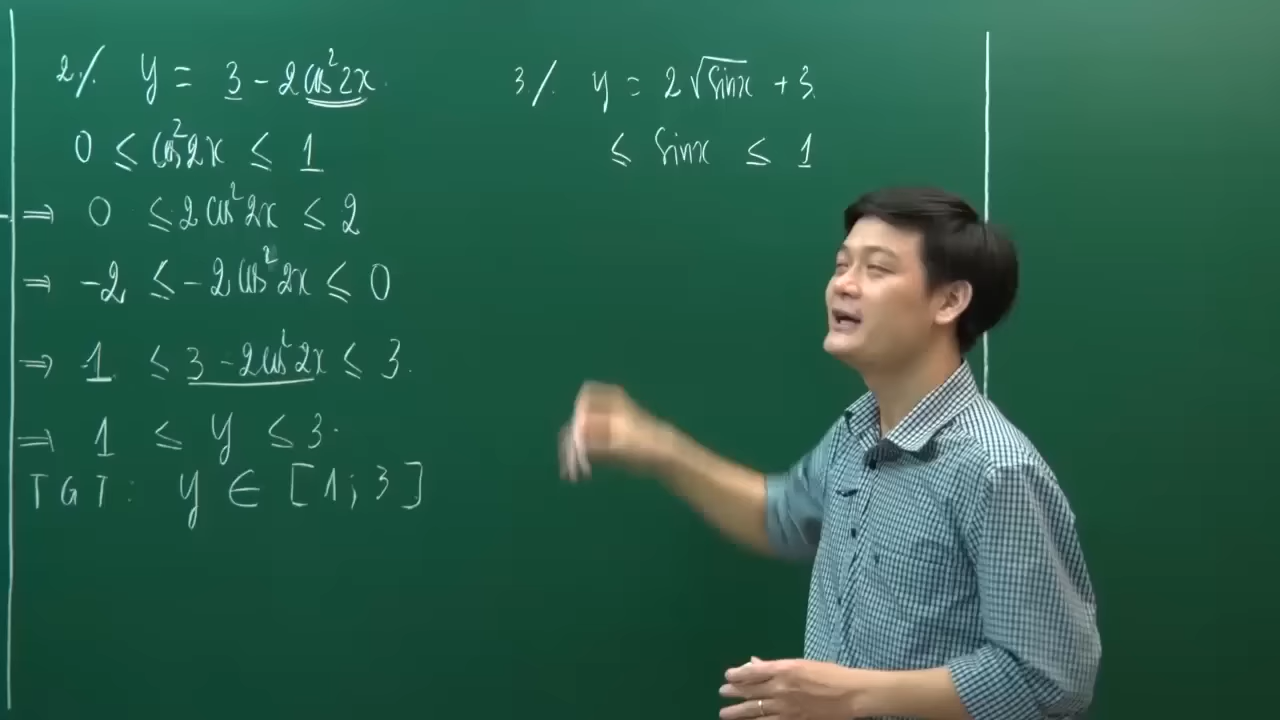 2/. y = 3 - 2cos²2x
0 ≤ cos²2x ≤ 1
⇒ 0 ≤ 2cos²2x ≤ 2
⇒ -2 ≤ -2cos²2x ≤ 0
⇒ 1 ≤ 3 - 2cos²2x ≤ 3.
⇒ 1 ≤ y ≤ 3.
TGT: y ∈ [1; 3]
3/. y = 2√sinx + 3.
≤ sinx ≤ 1